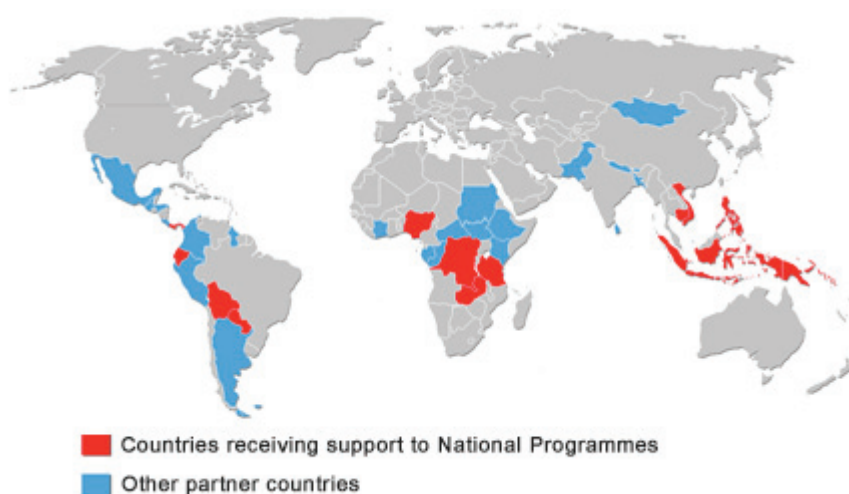 Countries receiving support to National Programmes
Other partner countries